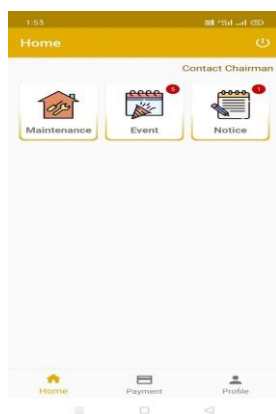 1:53
Home
Contact Chairman
5
1
Maintenance Event Notice
Home Payment Profile